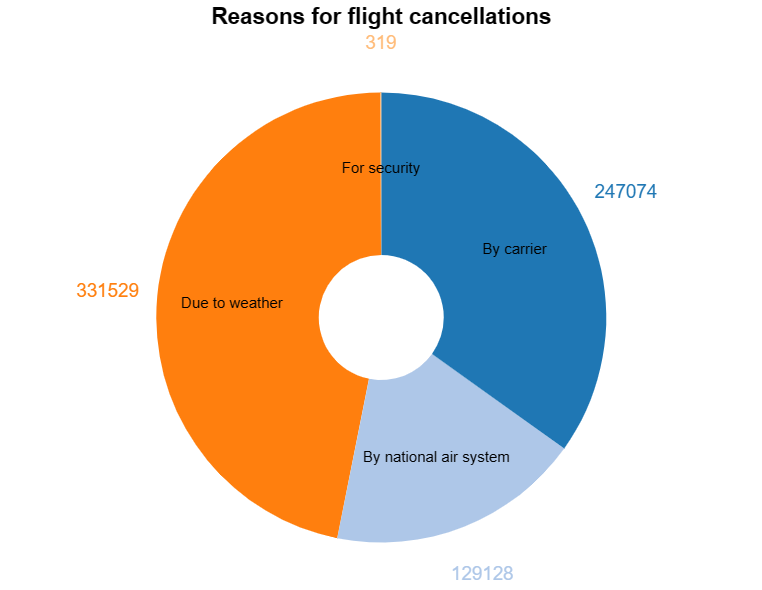 Reasons for flight cancellations
319
For security
247074
By carrier
331529
Due to weather
By national air system
129128